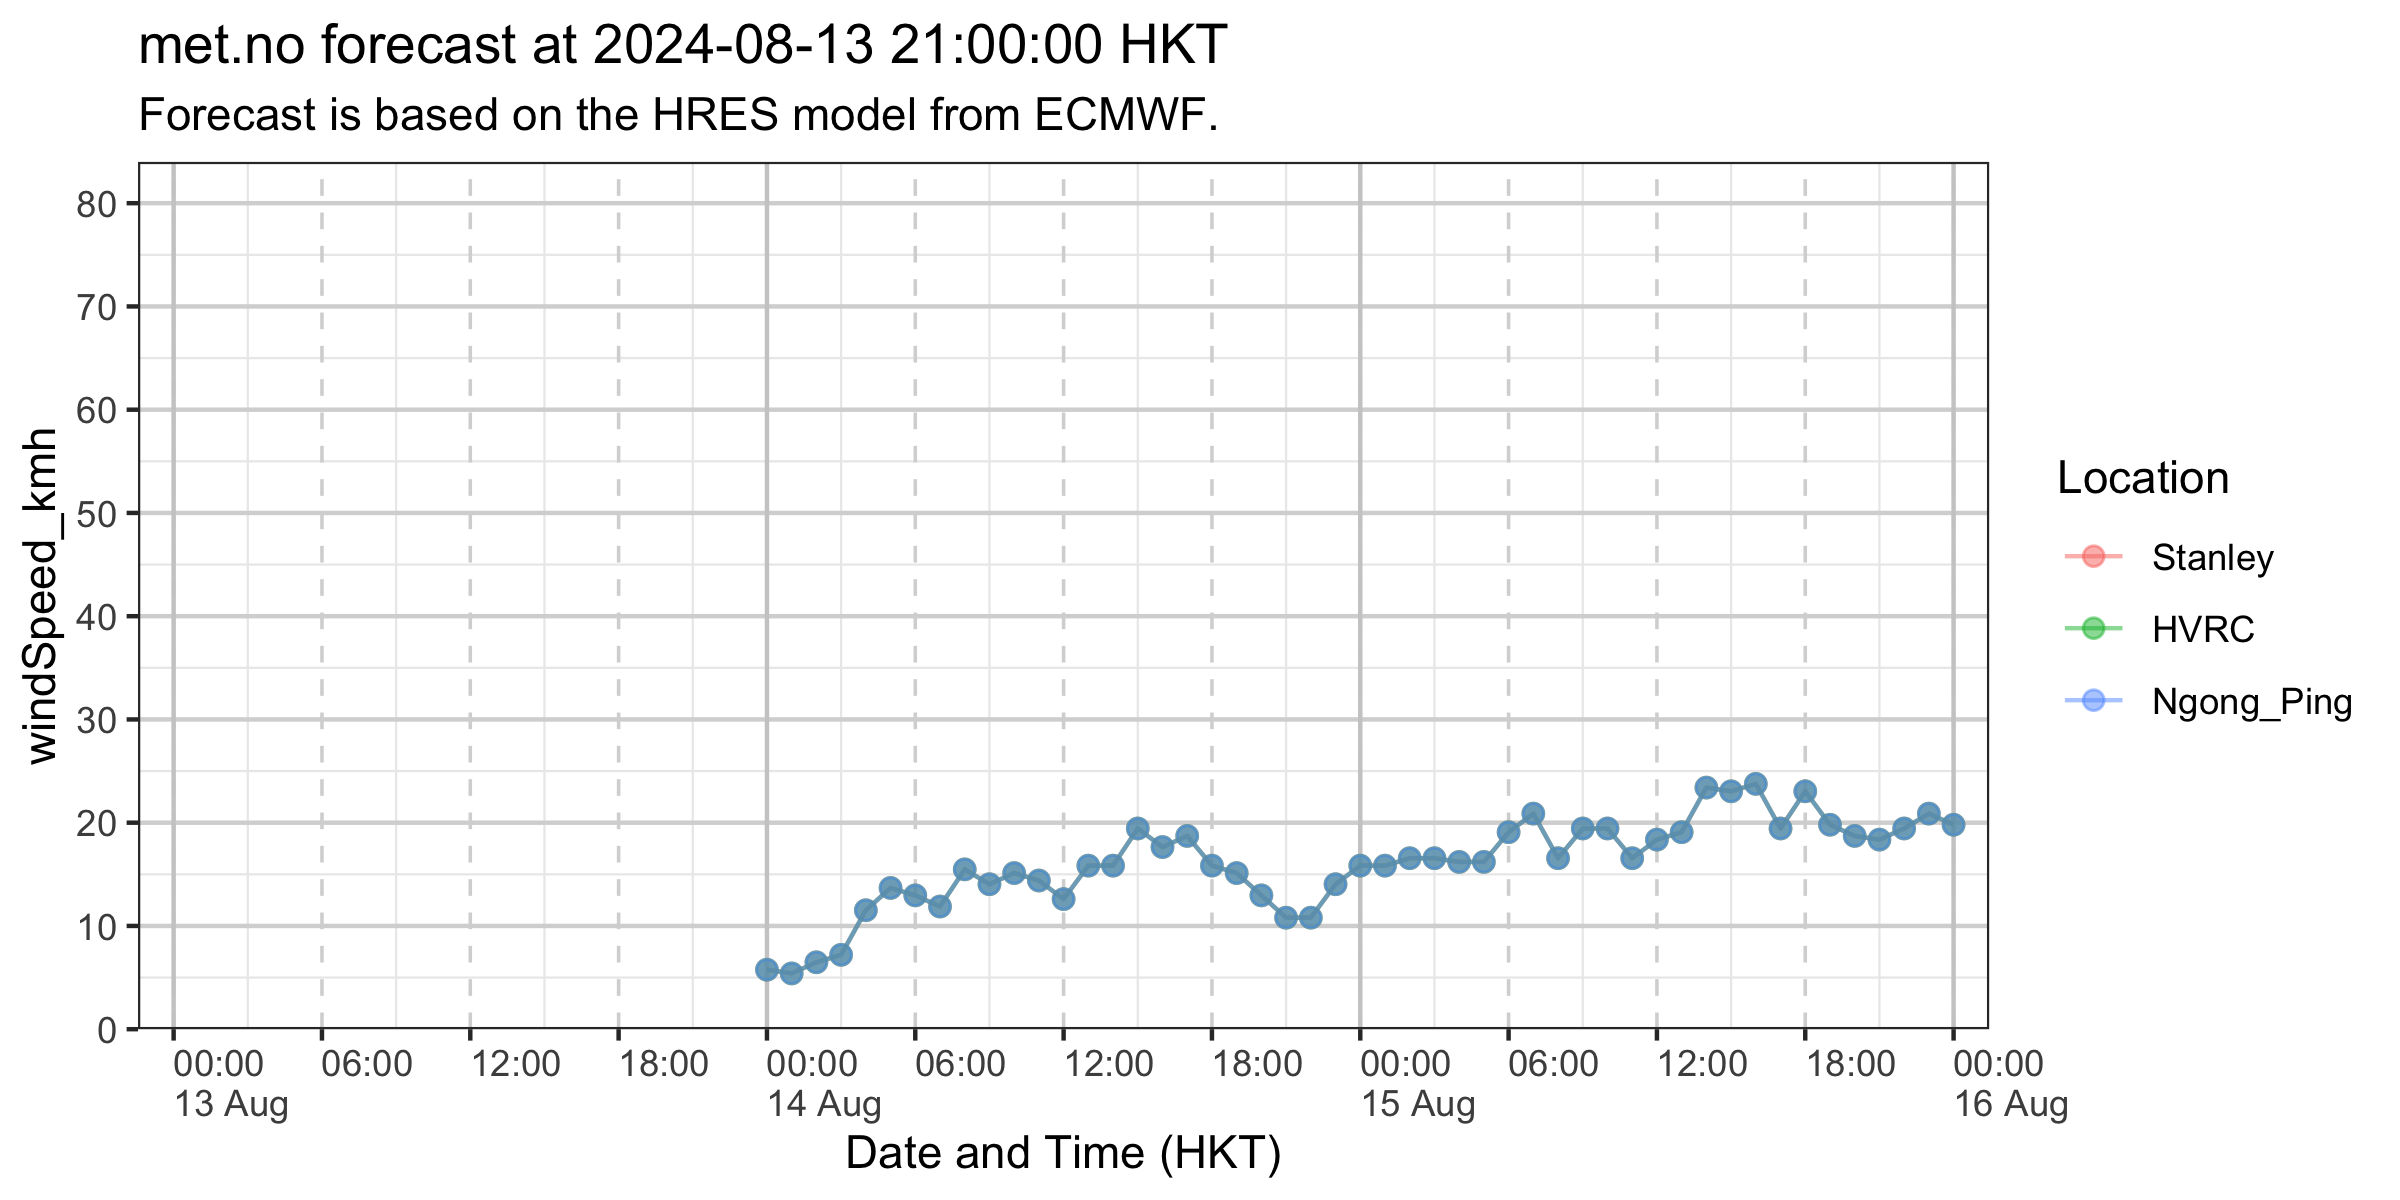 met.no forecast at 2024-08-13 21:00:00 HKT
Forecast is based on the HRES model from ECMWF.
windSpeed_kmh
80
70
60
50
40
30
20
10
0
00:00 06:00 12:00 18:00 00:00 06:00 12:00 18:00 00:00 06:00 12:00 18:00 00:00
13 Aug 14 Aug 15 Aug 16 Aug
Date and Time (HKT)
Location
Stanley
HVRC
Ngong_Ping